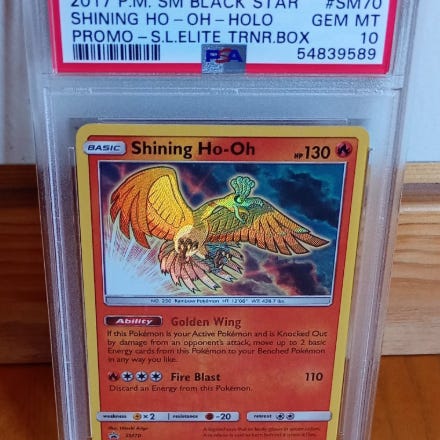 2017 P.M. SM BLACK STAR #SM70
SHINING HO-OH-HOLO GEM MT
PROMO-S.L.ELITE TRNR.BOX 10
PSA 54839589
BASIC Shining Ho-Oh HP 130
NO. 250 Rainbow Pokémon HT: 12'06" WT: 438.7 lbs.
Ability Golden Wing
If this Pokémon is your Active Pokémon and is Knocked Out
by damage from an opponent's attack, move up to 2 basic
Energy cards from this Pokémon to your Benched Pokémon
in any way you like.
Fire Blast 110
Discard an Energy from this Pokémon.
weakness ×2 resistance -20 retreat
SM70